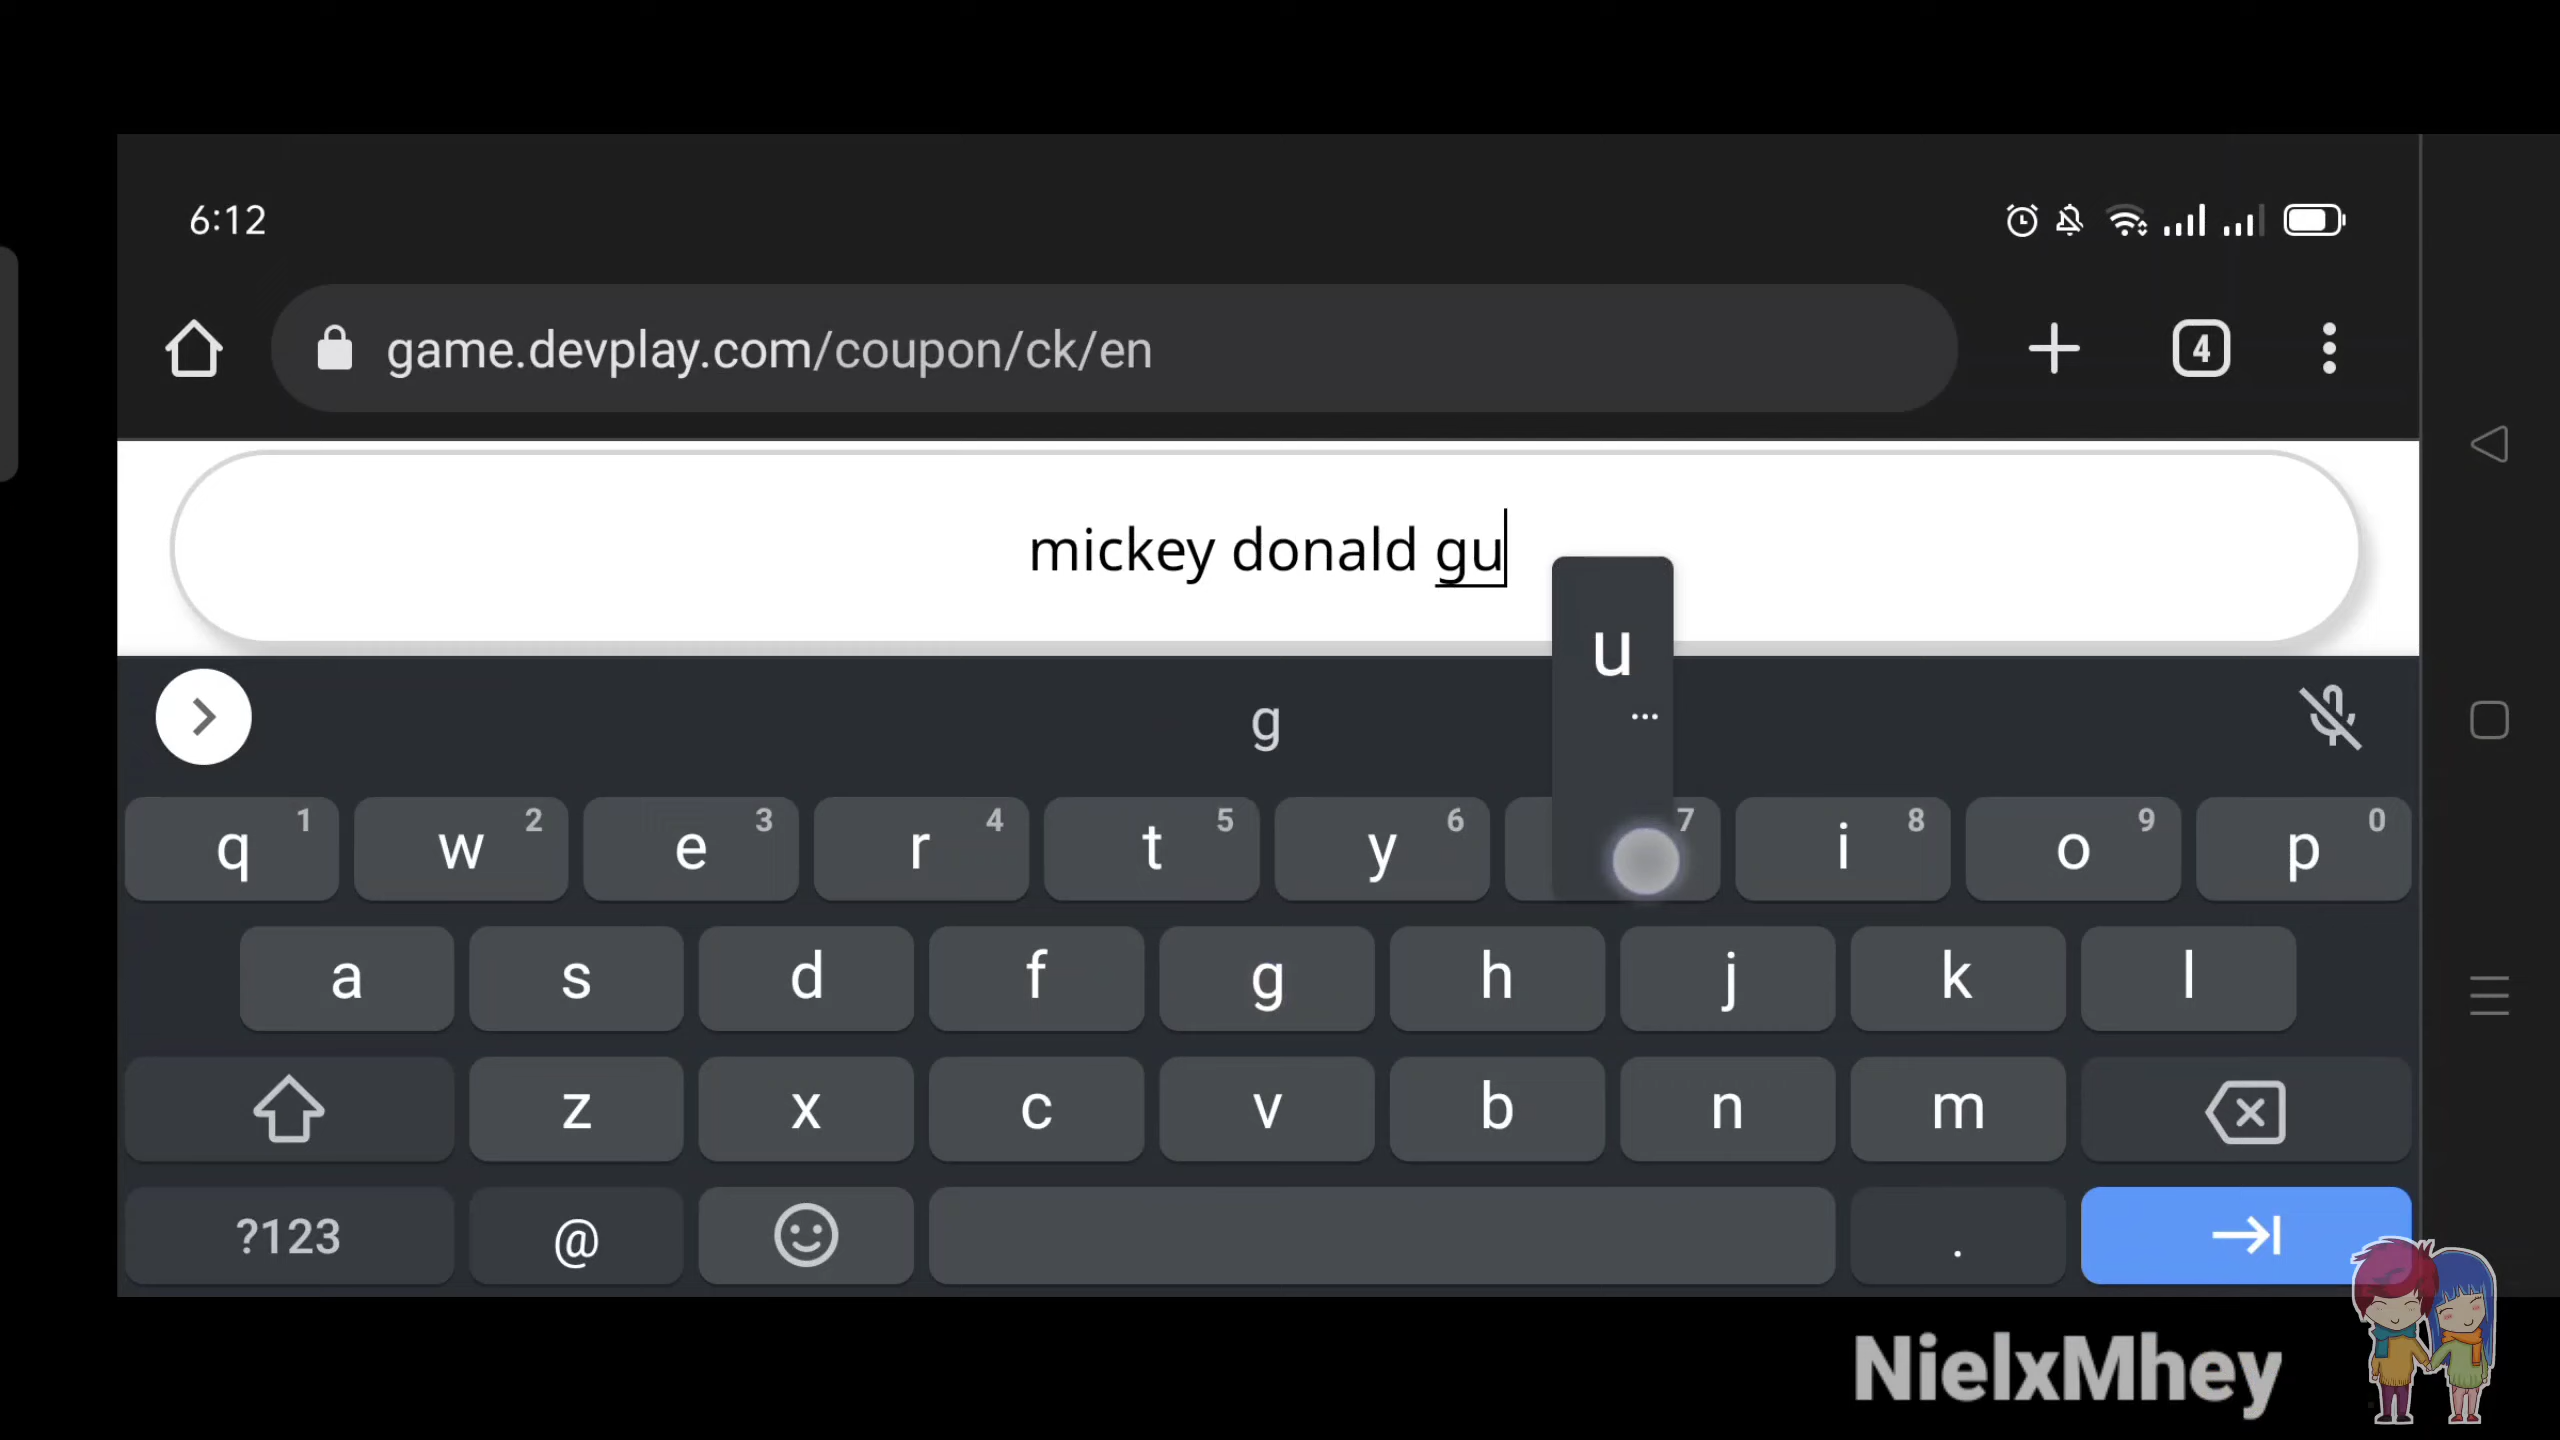 6:12
game.devplay.com/coupon/ck/en
4
mickey donald gu
u
...
g
q 1 w 2 e 3 r 4 t 5 y 6 7 i 8 o 9 p 0
a s d f g h j k l
z x c v b n m
?123 @ .
NielxMhey